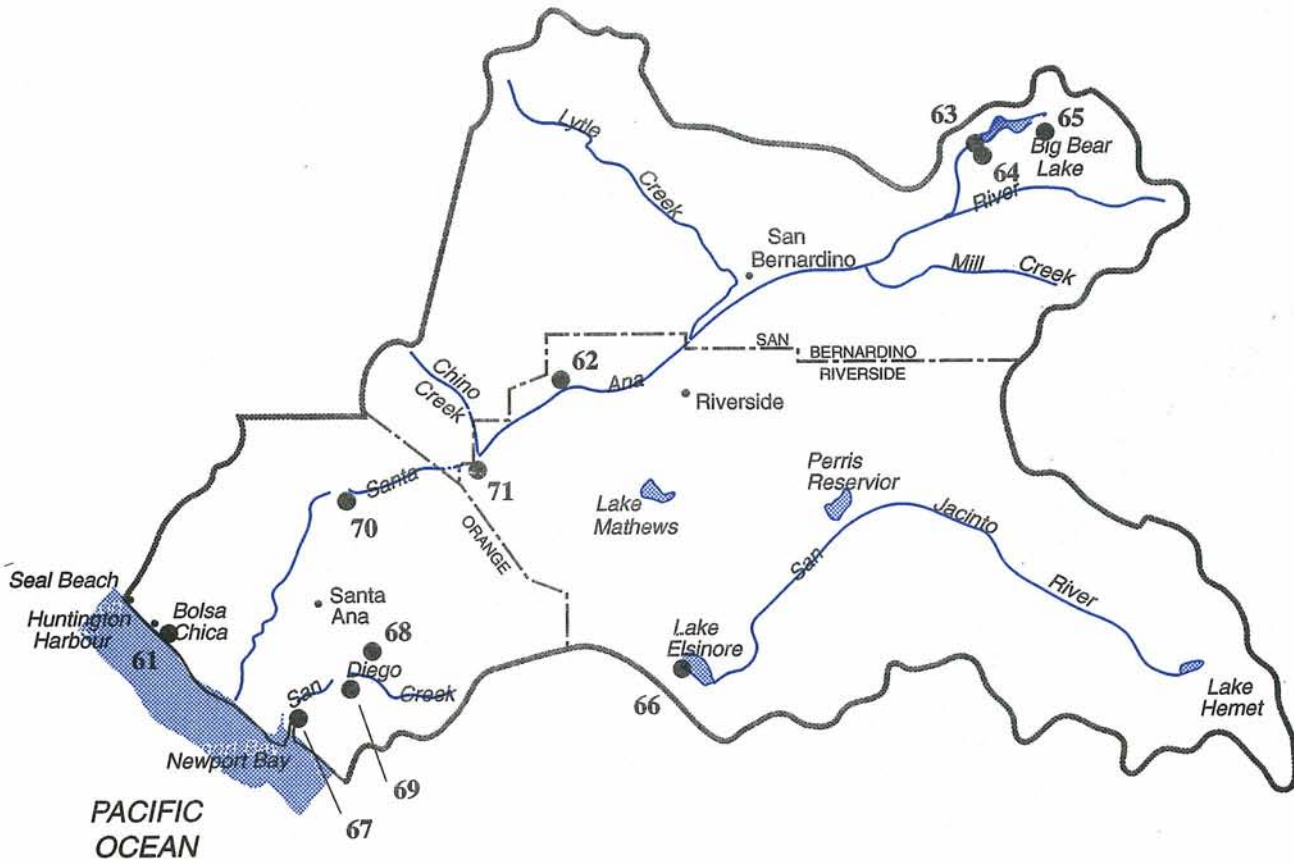 Lytle
Creek
63
65
Big Bear
Lake
64
River
San
Bernardino
Mill Creek
SAN
BERNARDINO
RIVERSIDE
Chino
Creek
62
Ana
Riverside
Santa
71
70
ORANGE
Lake
Mathews
Perris
Reservior
San
Jacinto
River
Seal Beach
Huntington
Harbour
Bolsa
Chica
61
Santa
Ana
68
San
Diego
Creek
Lake
Elsinore
66
Lake
Hemet
Newport Bay
69
67
PACIFIC
OCEAN